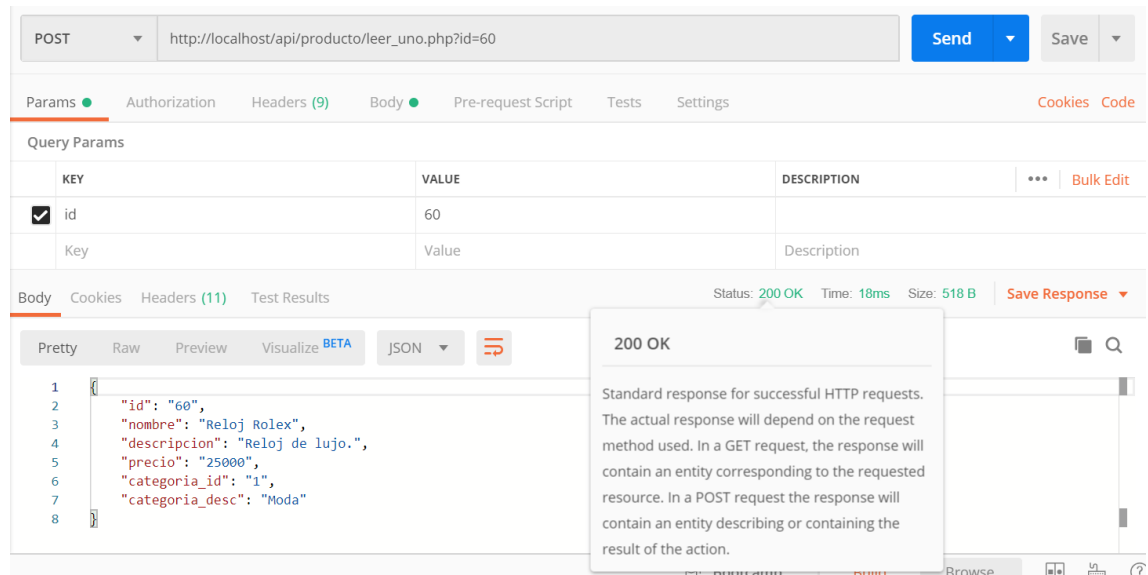 POST http://localhost/api/producto/leer_uno.php?id=60 Send Save
Params Authorization Headers (9) Body Pre-request Script Tests Settings Cookies Code
Query Params
KEY VALUE DESCRIPTION ••• Bulk Edit
id 60
Key Value Description
Body Cookies Headers (11) Test Results Status: 200 OK Time: 18ms Size: 518 B Save Response
Pretty Raw Preview Visualize BETA JSON
1 {
2 "id": "60",
3 "nombre": "Reloj Rolex",
4 "descripcion": "Reloj de lujo.",
5 "precio": "25000",
6 "categoria_id": "1",
7 "categoria_desc": "Moda"
8 }
200 OK
Standard response for successful HTTP requests.
The actual response will depend on the request
method used. In a GET request, the response will
contain an entity corresponding to the requested
resource. In a POST request the response will
contain an entity describing or containing the
result of the action.
Browse